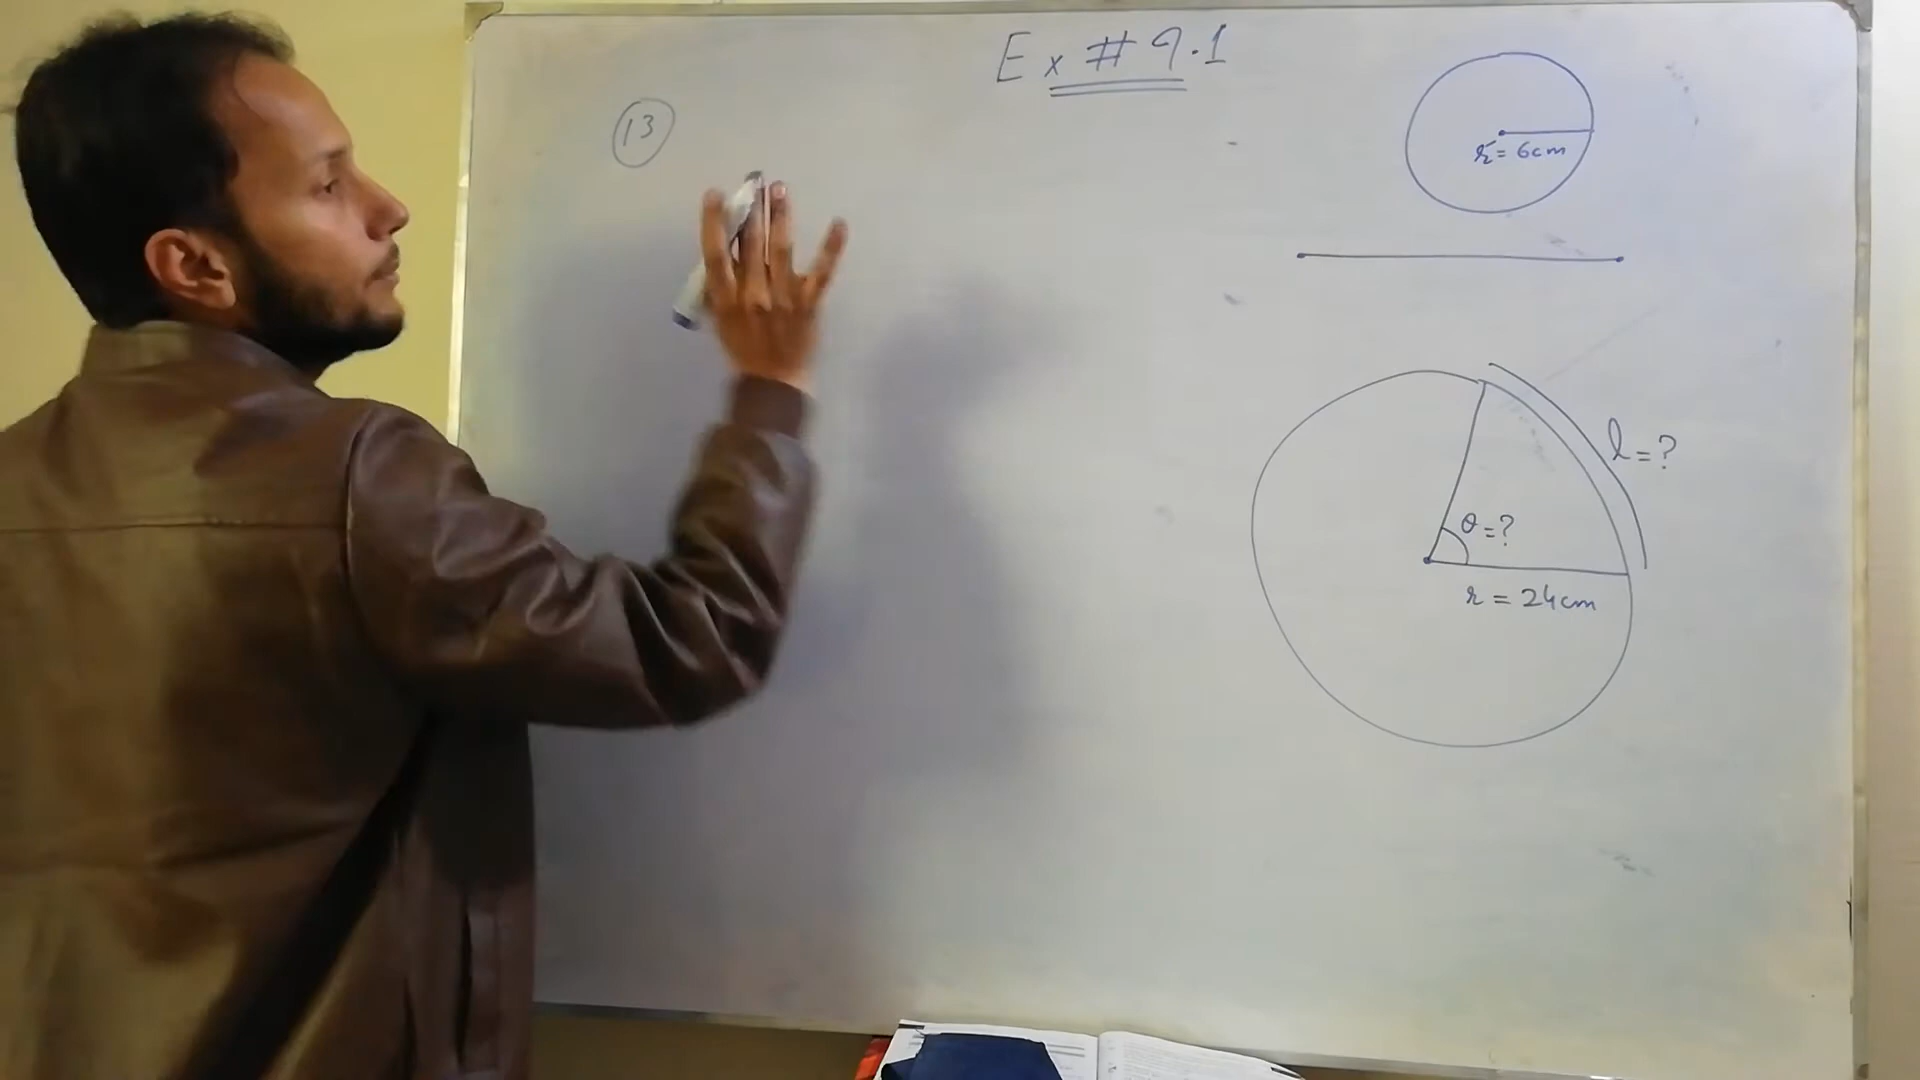 Ex # 9.1
13
r' = 6cm
l = ?
θ = ?
r = 24cm